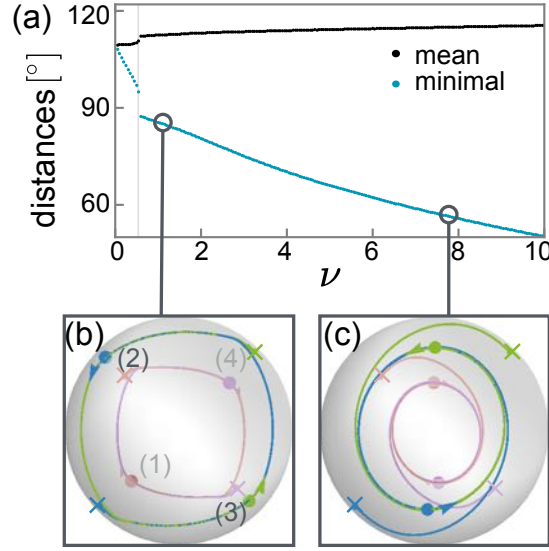 (a)
120
90
60
distances [°]
mean
minimal
0 2 4 6 8 10
ν
(b)
(2)
(4)
(1)
(3)
(c)